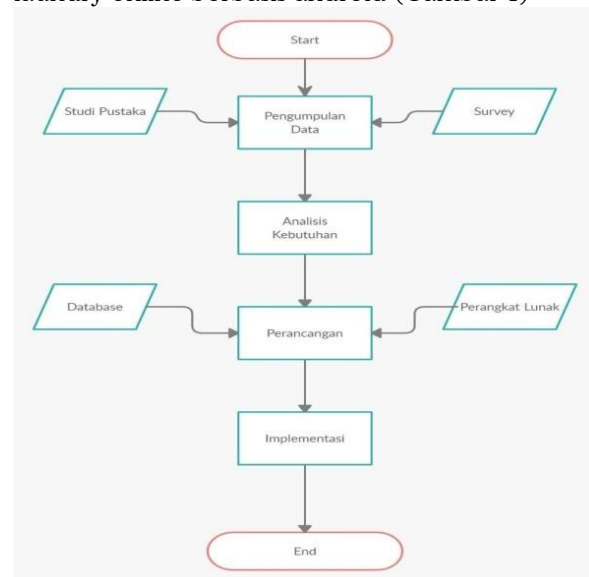 laundry online berbasis android (Gambar 1)
Start
Studi Pustaka
Pengumpulan
Data
Survey
Analisis
Kebutuhan
Database
Perancangan
Perangkat Lunak
Implementasi
End